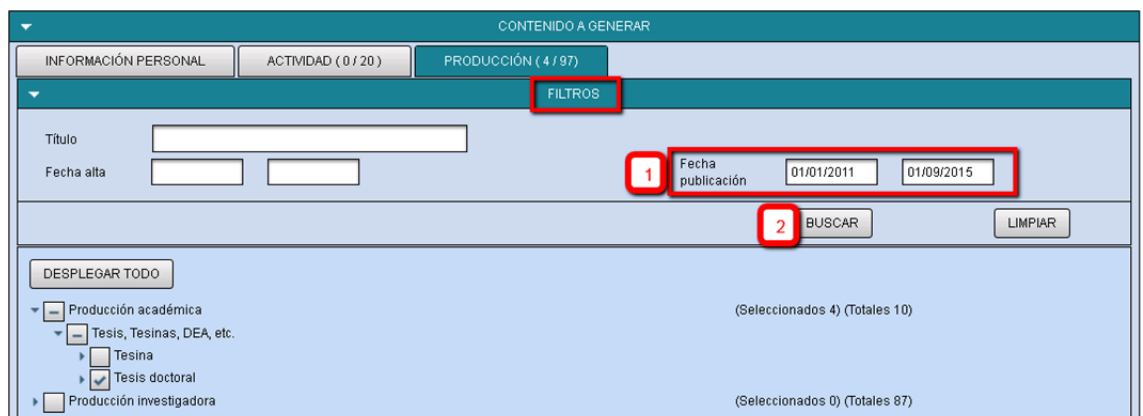 CONTENIDO A GENERAR
INFORMACIÓN PERSONAL ACTIVIDAD ( 0 / 20 ) PRODUCCIÓN ( 4 / 97)
FILTROS
Título
Fecha alta
1 Fecha publicación 01/01/2011 01/09/2015
2 BUSCAR LIMPIAR
DESPLEGAR TODO
Producción académica (Seleccionados 4) (Totales 10)
Tesis, Tesinas, DEA, etc.
Tesina
Tesis doctoral
Producción investigadora (Seleccionados 0) (Totales 87)